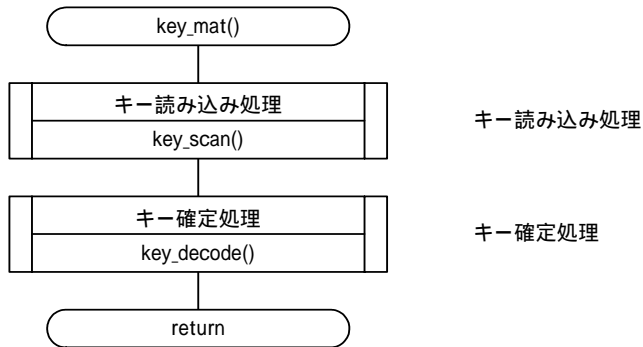 key_mat()
キー読み込み処理
key_scan()
キー読み込み処理
キー確定処理
key_decode()
キー確定処理
return